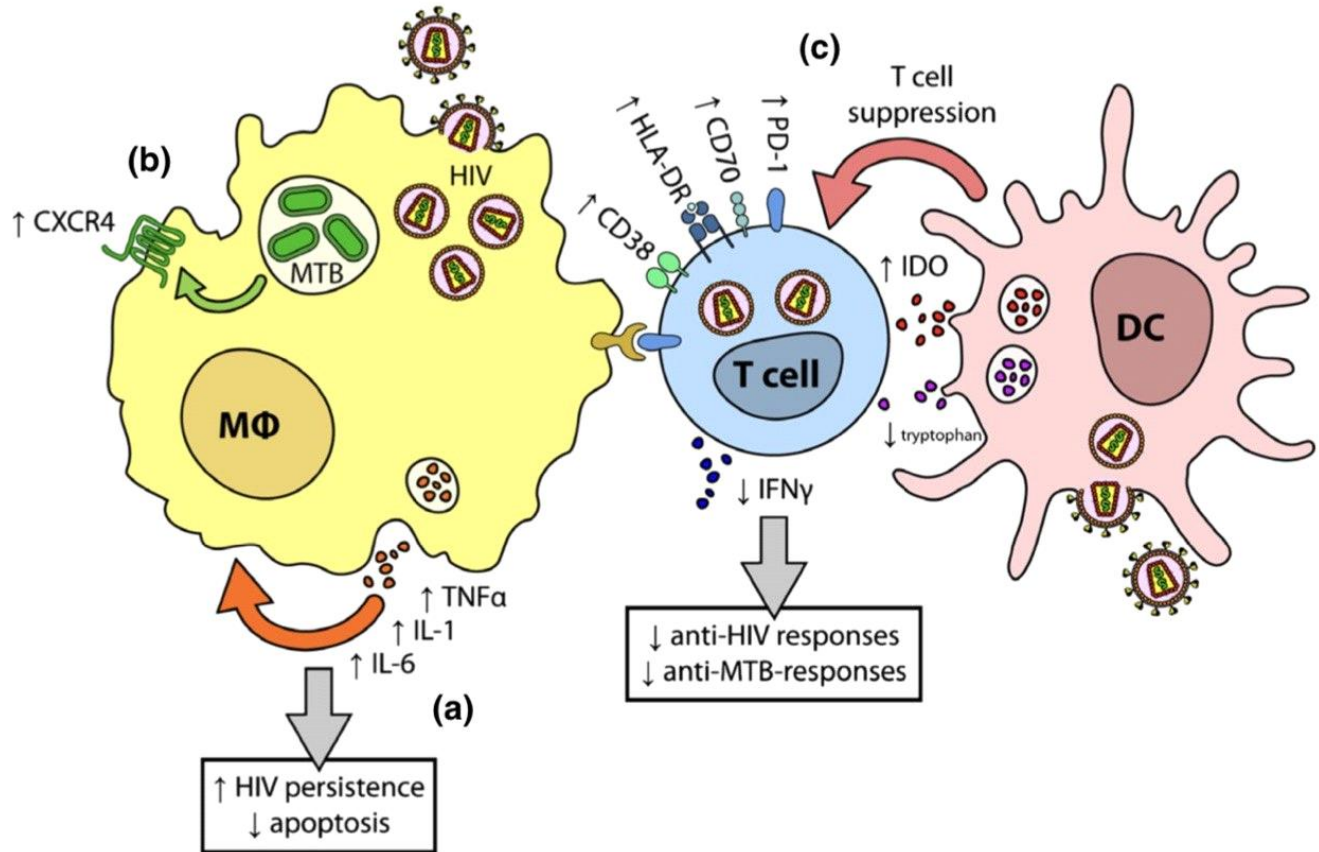 (c)
T cell
suppression
(b)
↑ HLA-DR
↑ CD70
↑ PD-1
HIV
↑ CXCR4
↑ CD38
MTB
↑ IDO
DC
MΦ
T cell
↓ tryptophan
↓ IFNγ
↑ TNFα
↑ IL-1
↑ IL-6
(a)
↓ anti-HIV responses
↓ anti-MTB-responses
↑ HIV persistence
↓ apoptosis